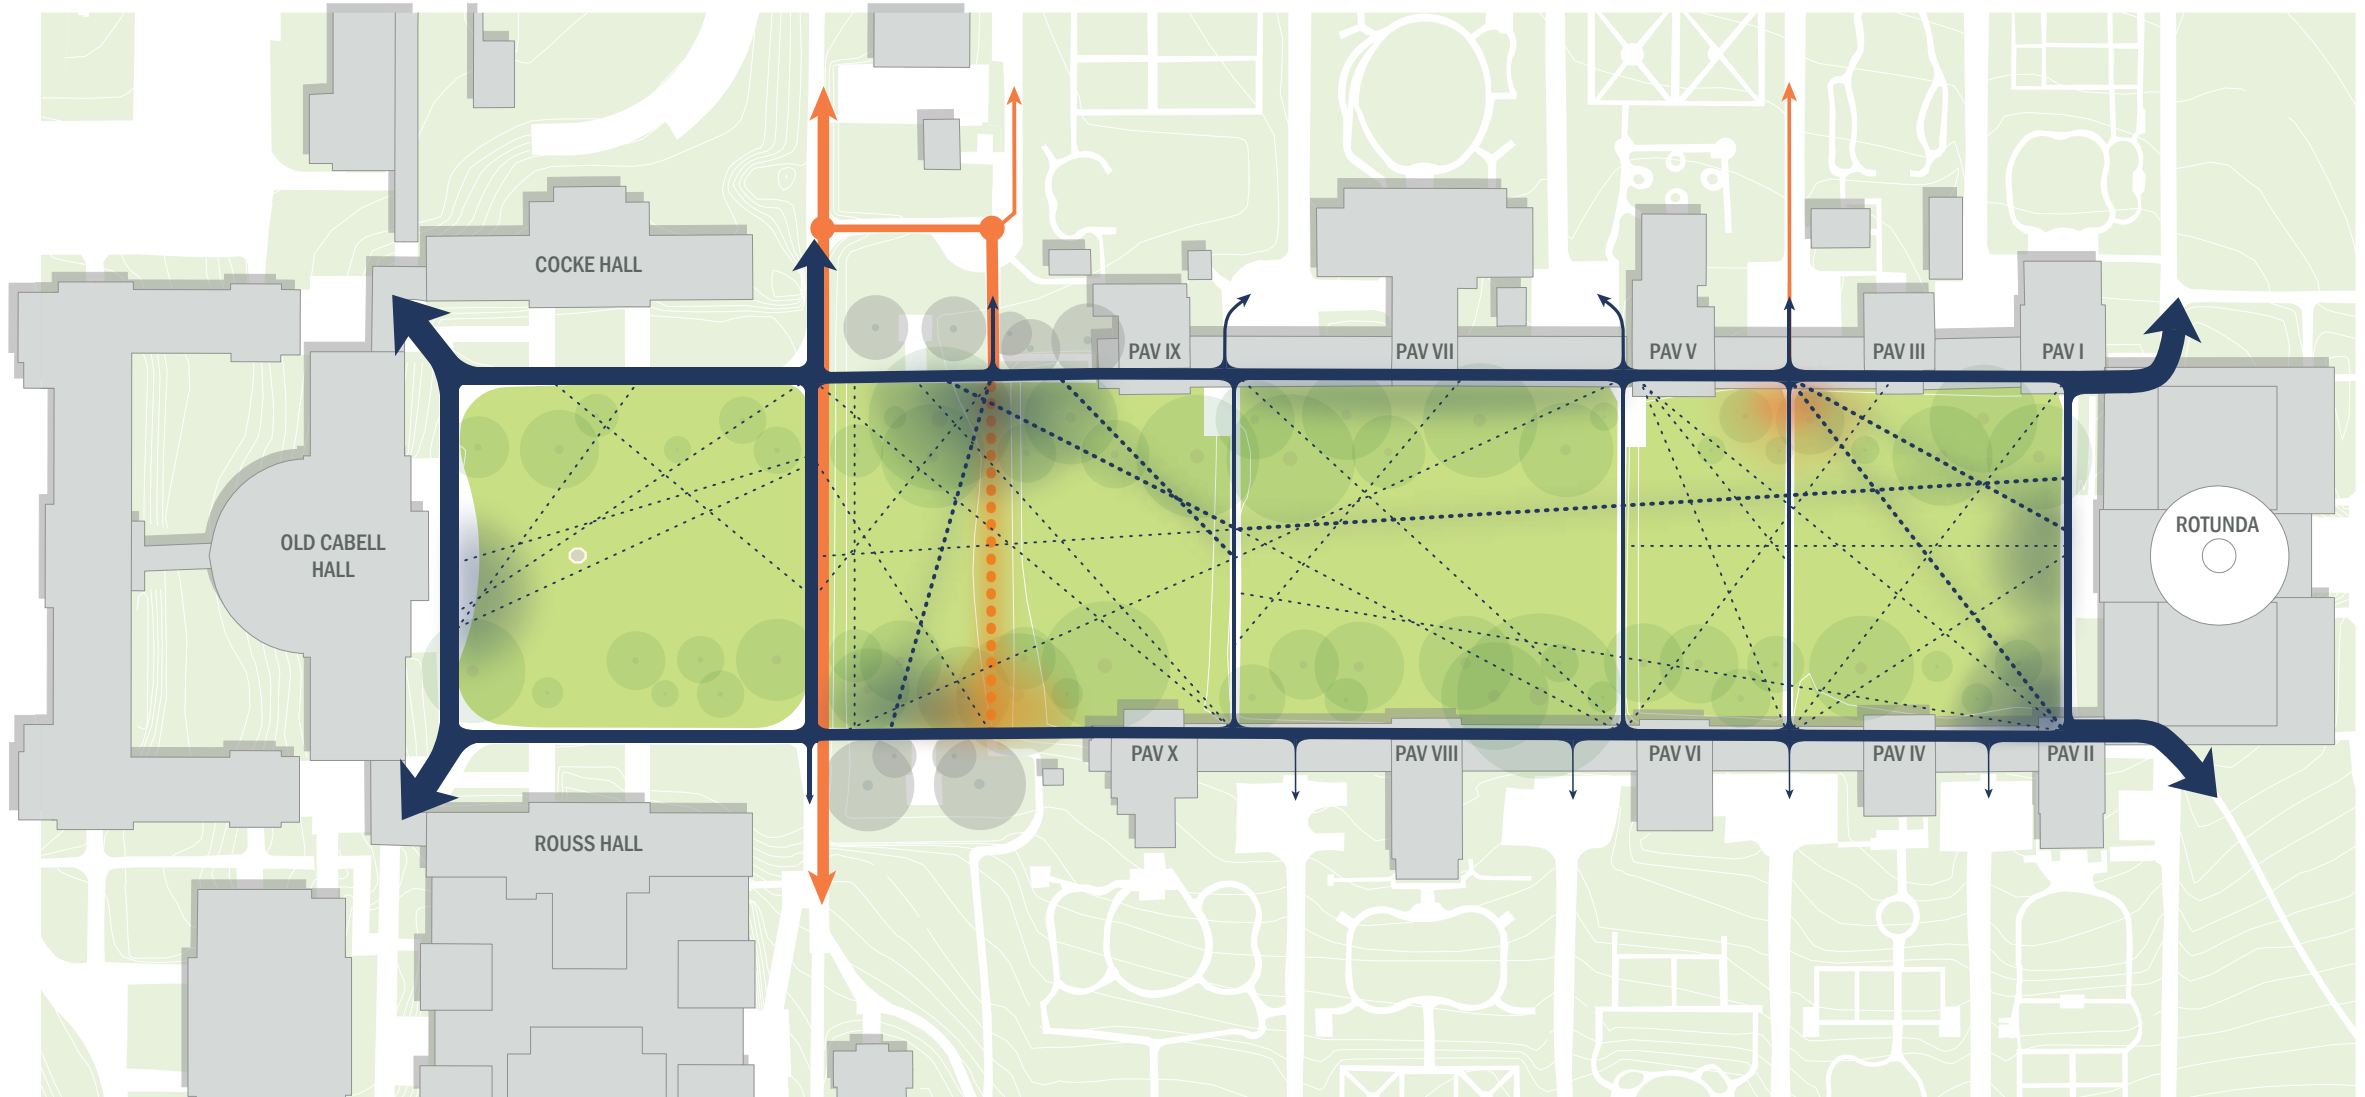 COCKE HALL
PAV IX
PAV VII
PAV V
PAV III
PAV I
OLD CABELL
HALL
ROTUNDA
PAV X
PAV VIII
PAV VI
PAV IV
PAV II
ROUSS HALL